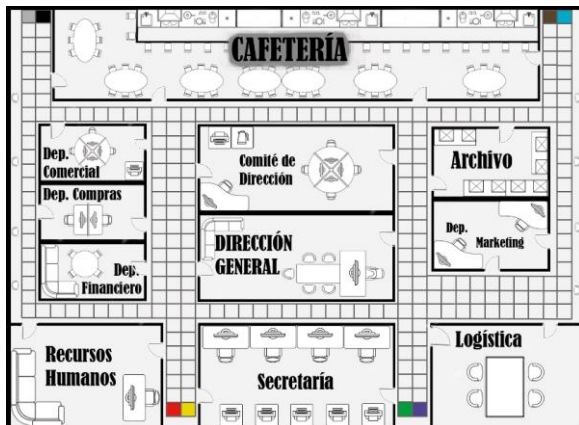 CAFETERÍA
Dep.
Comercial
Dep. Compras
Dep.
Financiero
Comité de
Dirección
DIRECCIÓN
GENERAL
Archivo
Dep.
Marketing
Recursos
Humanos
Secretaría
Logística